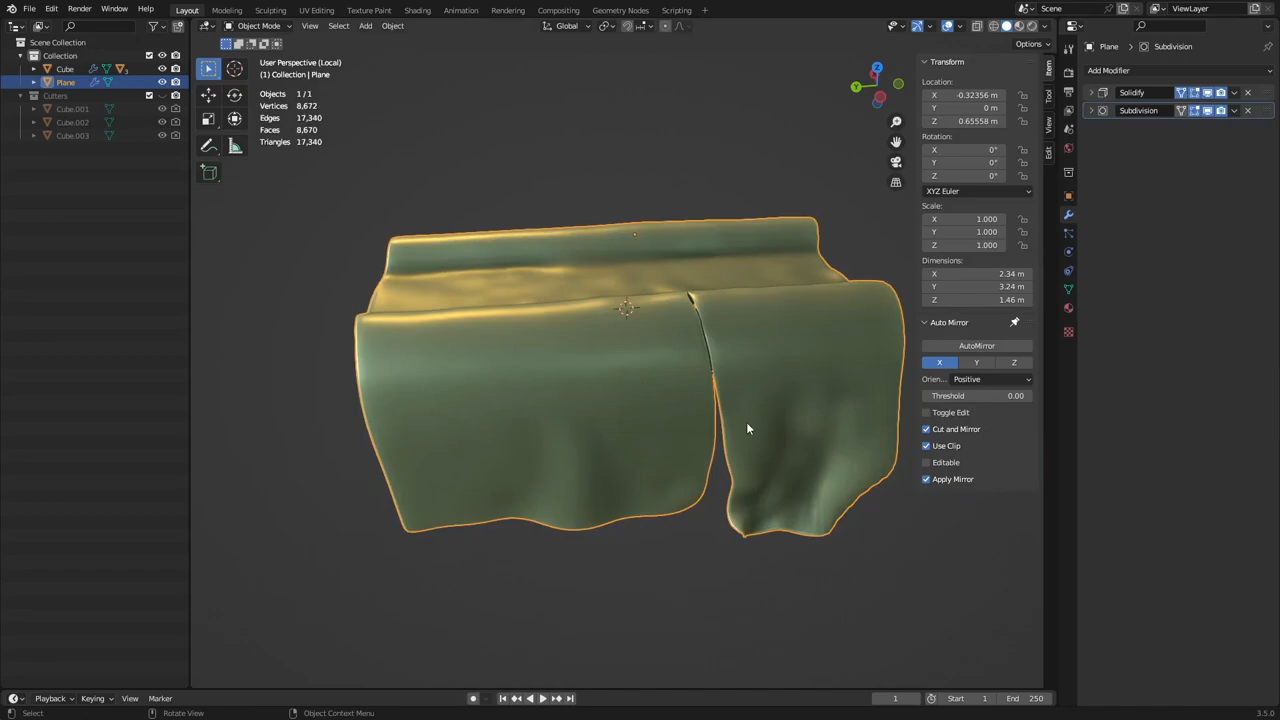 File Edit Render Window Help Layout Modeling Sculpting UV Editing Texture Paint Shading Animation Rendering Compositing Geometry Nodes Scripting + Scene ViewLayer
Object Mode View Select Add Object Global
Options
Scene Collection
Collection
Cube 3
Plane
Cutters
Cube.001
Cube.002
Cube.003
User Perspective (Local)
(1) Collection | Plane
Objects 1/1
Vertices 8,672
Edges 17,340
Faces 8,670
Triangles 17,340
Z
Y
Transform
Location:
X -0.32356 m
Y 0 m
Z 0.65558 m
Rotation:
X 0°
Y 0°
Z 0°
XYZ Euler
Scale:
X 1.000
Y 1.000
Z 1.000
Dimensions:
X 2.34 m
Y 3.24 m
Z 1.46 m
Auto Mirror
AutoMirror
X Y Z
Orien... Positive
Threshold 0.00
Toggle Edit
Cut and Mirror
Use Clip
Editable
Apply Mirror
Item
Tool
View
Edit
Plane Subdivision
Add Modifier
Solidify
Subdivision
Playback Keying View Marker 1 Start 1 End 250
Select Rotate View Object Context Menu 3.5.0